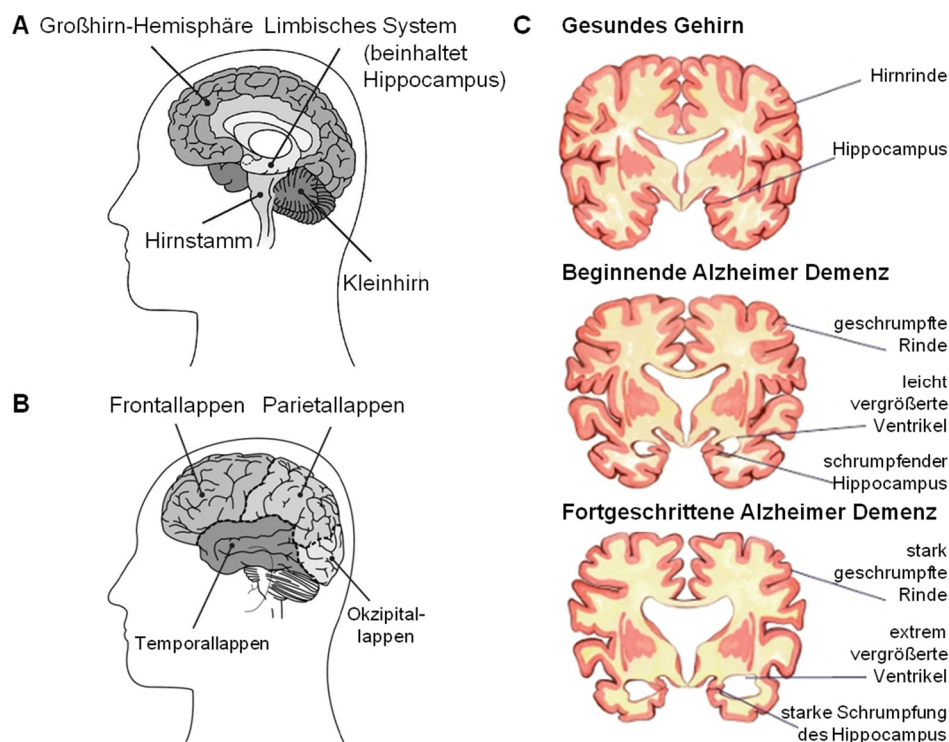 A
Großhirn-Hemisphäre
Limbisches System
(beinhaltet
Hippocampus)
Hirnstamm
Kleinhirn
B
Frontallappen
Parietallappen
Temporallappen
Okzipital-
lappen
C
Gesundes Gehirn
Hirnrinde
Hippocampus
Beginnende Alzheimer Demenz
geschrumpfte
Rinde
leicht
vergrößerte
Ventrikel
schrumpfender
Hippocampus
Fortgeschrittene Alzheimer Demenz
stark
geschrumpfte
Rinde
extrem
vergrößerte
Ventrikel
starke Schrumpfung
des Hippocampus